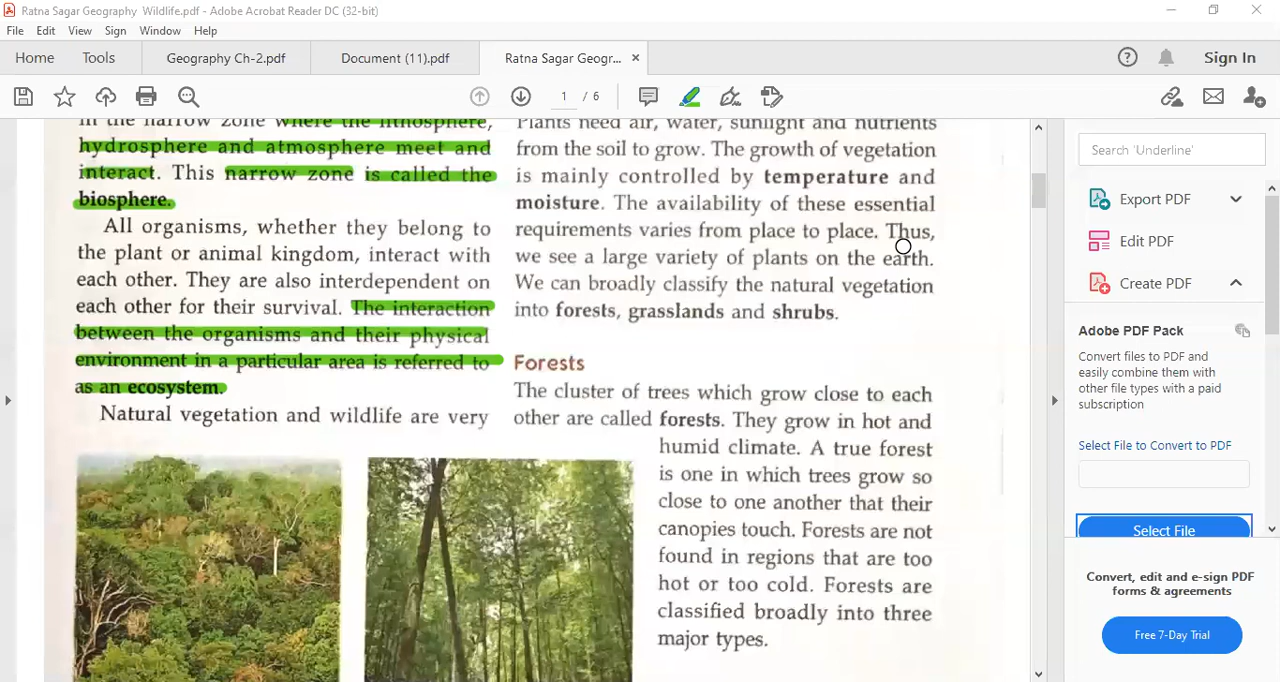 Ratna Sagar Geography Wildlife.pdf - Adobe Acrobat Reader DC (32-bit)
File Edit View Sign Window Help
Home Tools Geography Ch-2.pdf Document (11).pdf Ratna Sagar Geogr... × Sign In
1 / 6
in the narrow zone where the lithosphere,
hydrosphere and atmosphere meet and
interact. This narrow zone is called the
biosphere.
All organisms, whether they belong to
the plant or animal kingdom, interact with
each other. They are also interdependent on
each other for their survival. The interaction
between the organisms and their physical
environment in a particular area is referred to
as an ecosystem.
Natural vegetation and wildlife are very
Plants need air, water, sunlight and nutrients
from the soil to grow. The growth of vegetation
is mainly controlled by temperature and
moisture. The availability of these essential
requirements varies from place to place. Thus,
we see a large variety of plants on the earth.
We can broadly classify the natural vegetation
into forests, grasslands and shrubs.
Forests
The cluster of trees which grow close to each
other are called forests. They grow in hot and
humid climate. A true forest
is one in which trees grow so
close to one another that their
canopies touch. Forests are not
found in regions that are too
hot or too cold. Forests are
classified broadly into three
major types.
Search 'Underline'
Export PDF
Edit PDF
Create PDF
Adobe PDF Pack
Convert files to PDF and
easily combine them with
other file types with a paid
subscription
Select File to Convert to PDF
Select File
Convert, edit and e-sign PDF
forms & agreements
Free 7-Day Trial